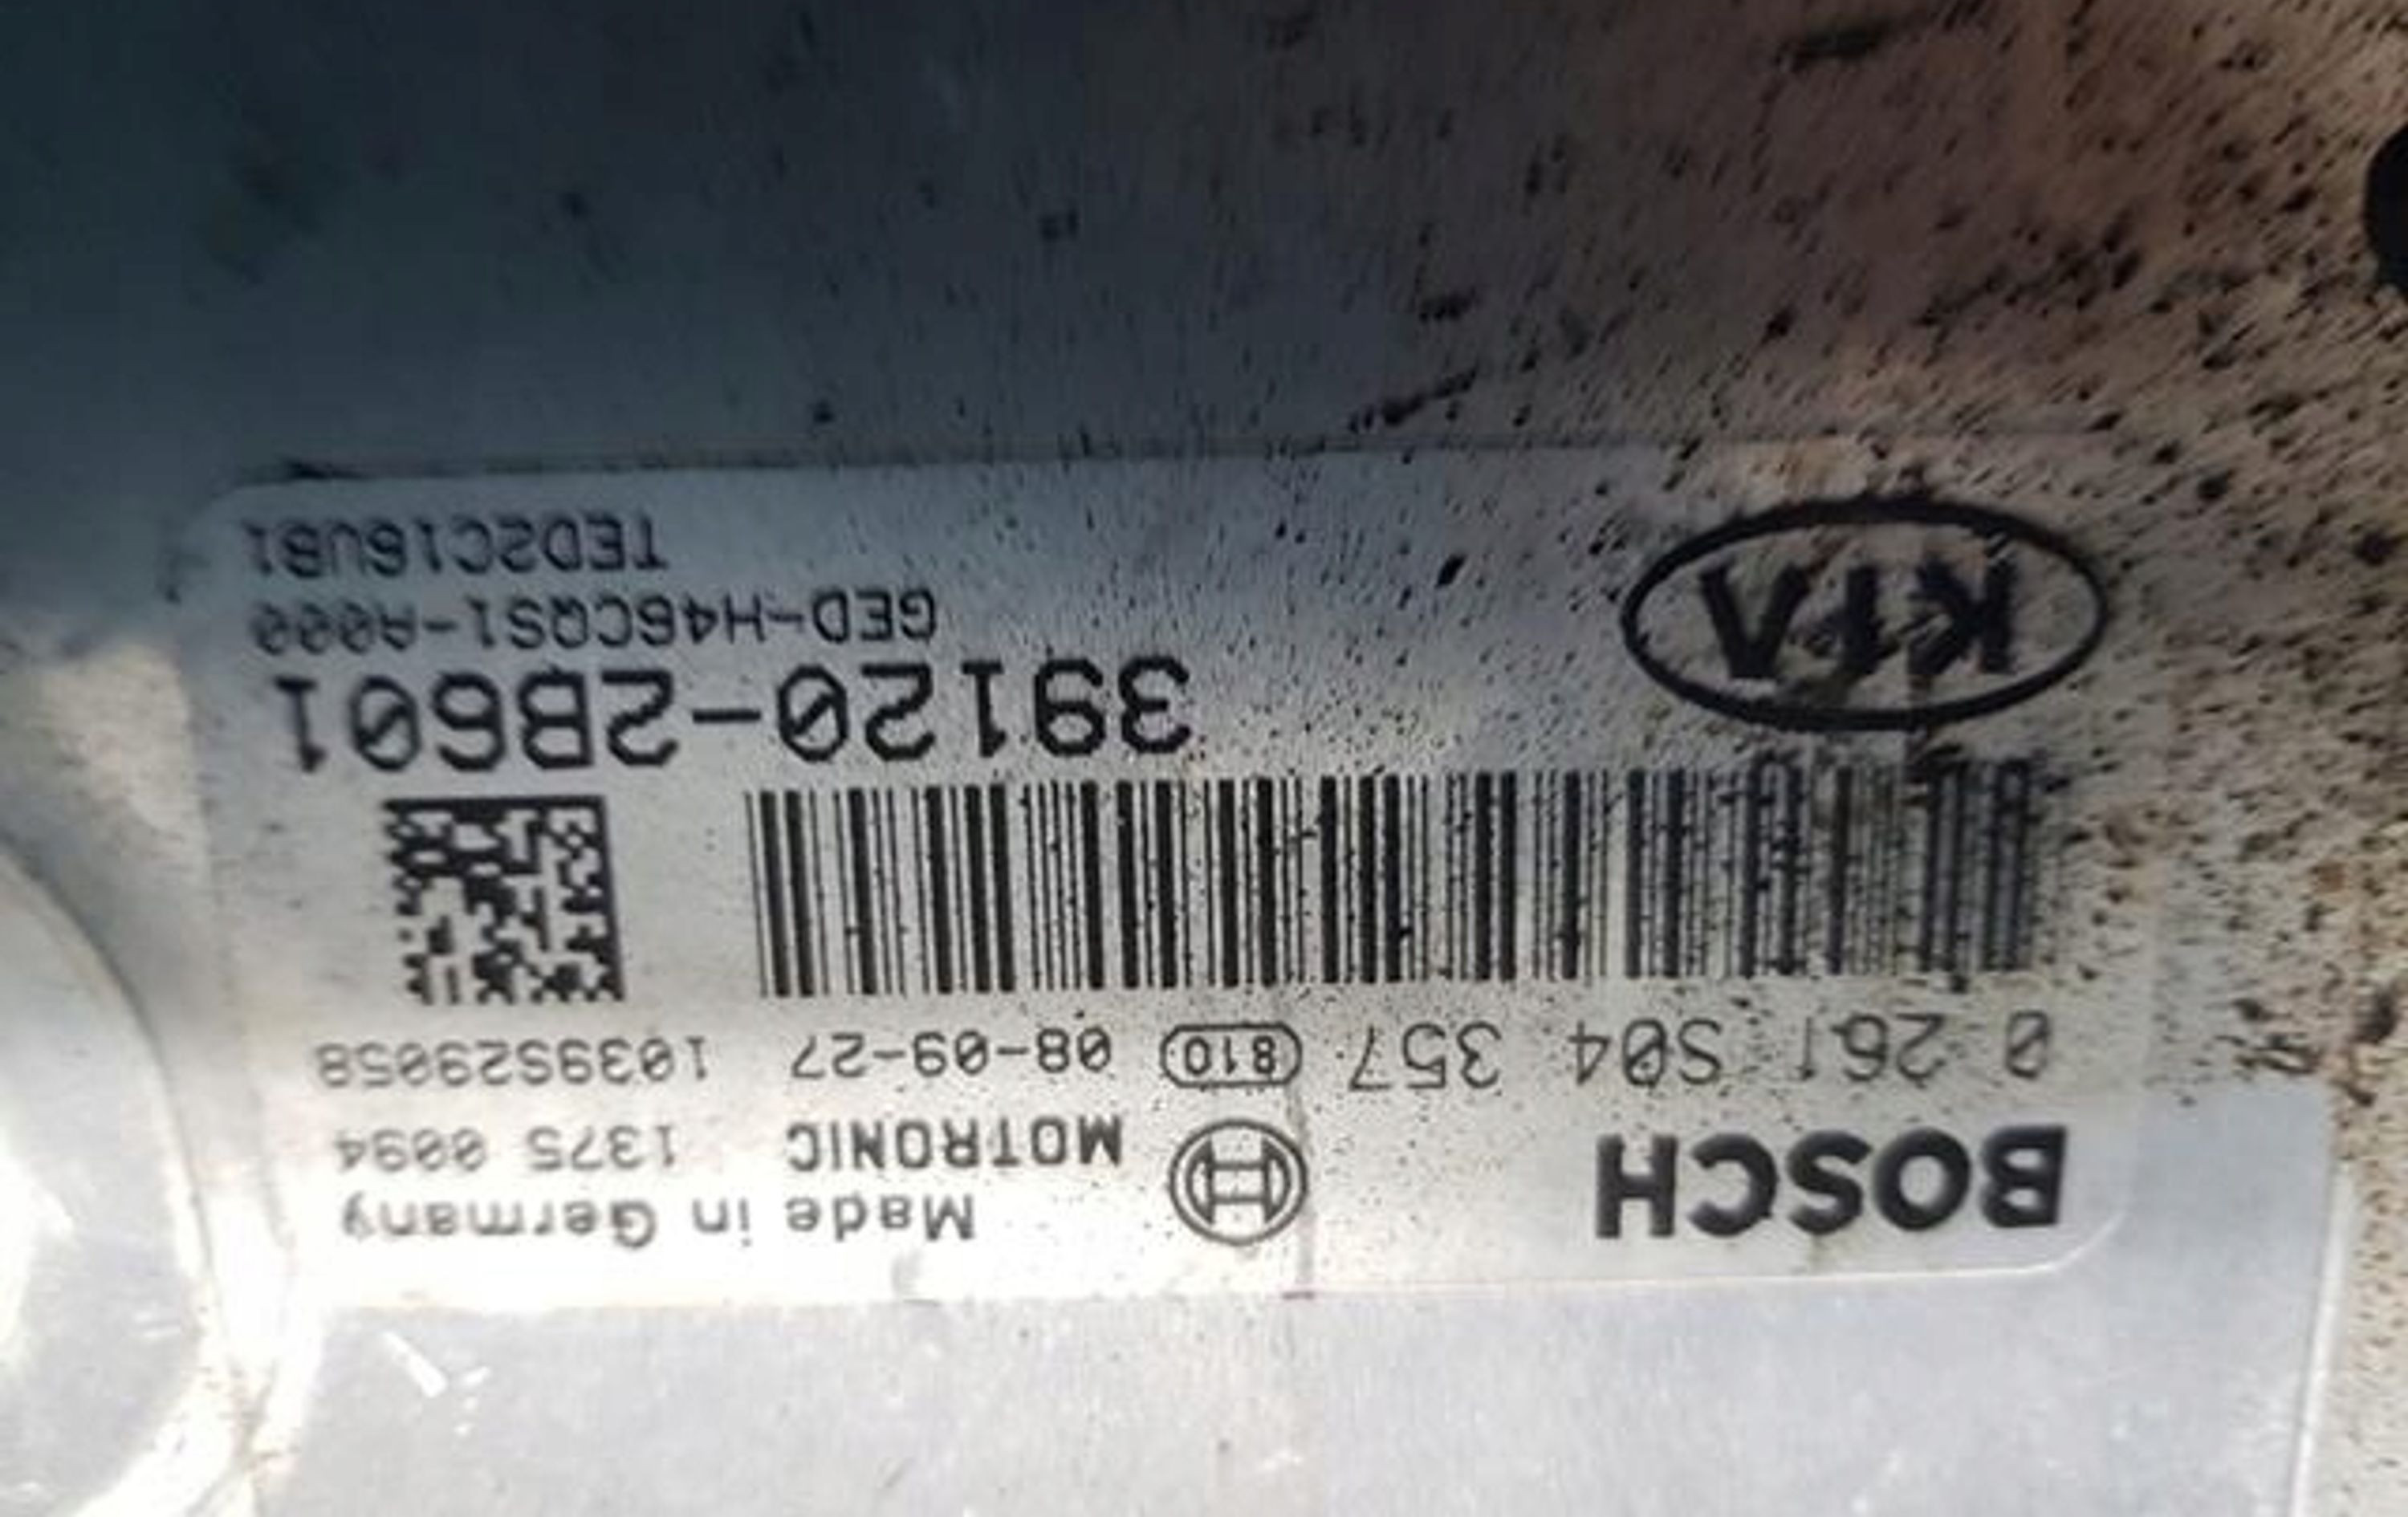 BOSCH
Made in Germany
MOTRONIC 1375 0094
0 261 S04 357 810 08-09-27 1039S29058
39120-2B601
KIA
GED-H46CQS1-A000
TED2C16UB1